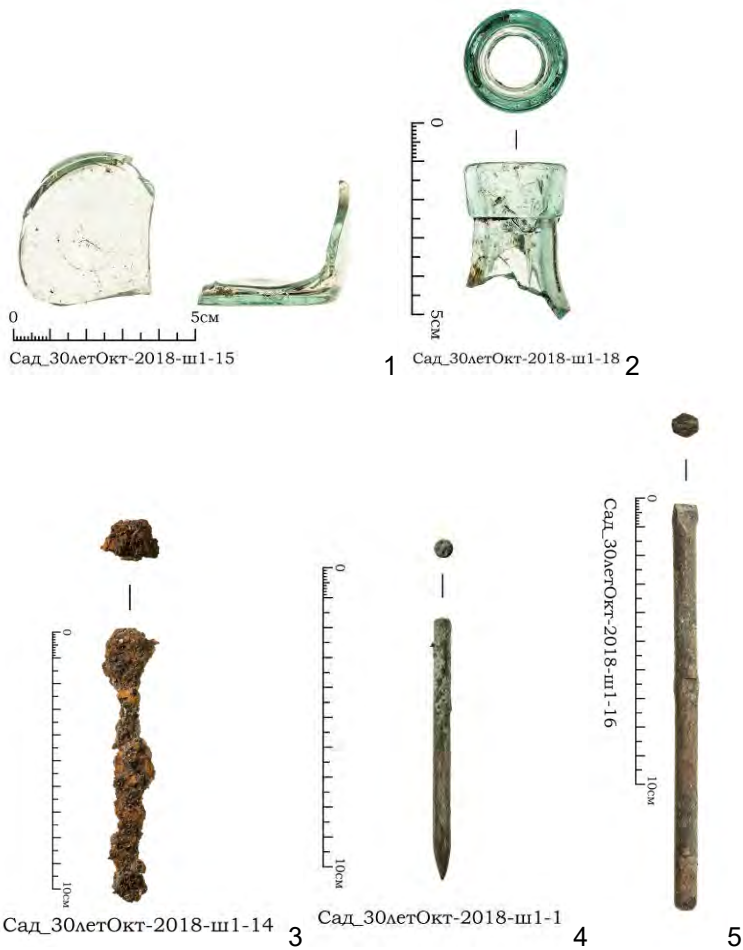 0
5см
0
5см
Сад_30летОкт-2018-ш1-15
1
Сад_30летОкт-2018-ш1-18
2
0
10см
Сад_30летОкт-2018-ш1-14
3
0
10см
Сад_30летОкт-2018-ш1-1
4
0
10см
Сад_30летОкт-2018-ш1-16
5